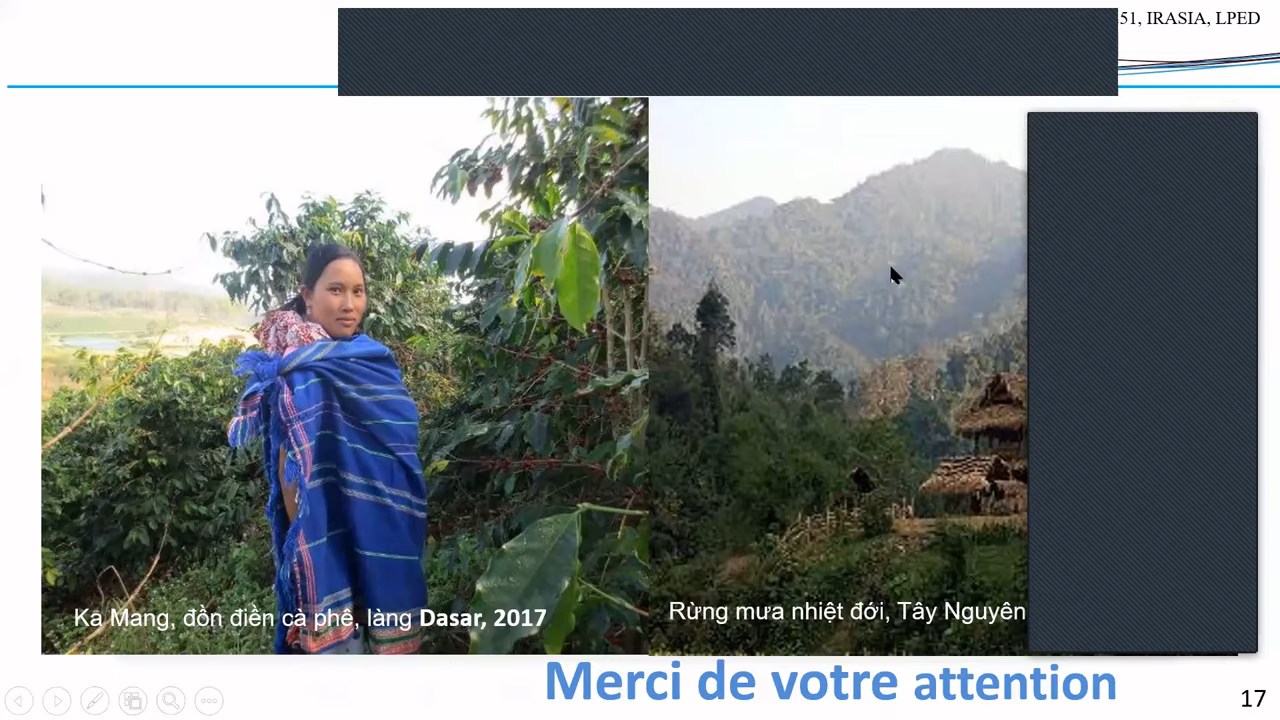 51, IRASIA, LPED
Ka Mang, đồn điền cà phê, làng Dasar, 2017
Rừng mưa nhiệt đới, Tây Nguyên
Merci de votre attention
17